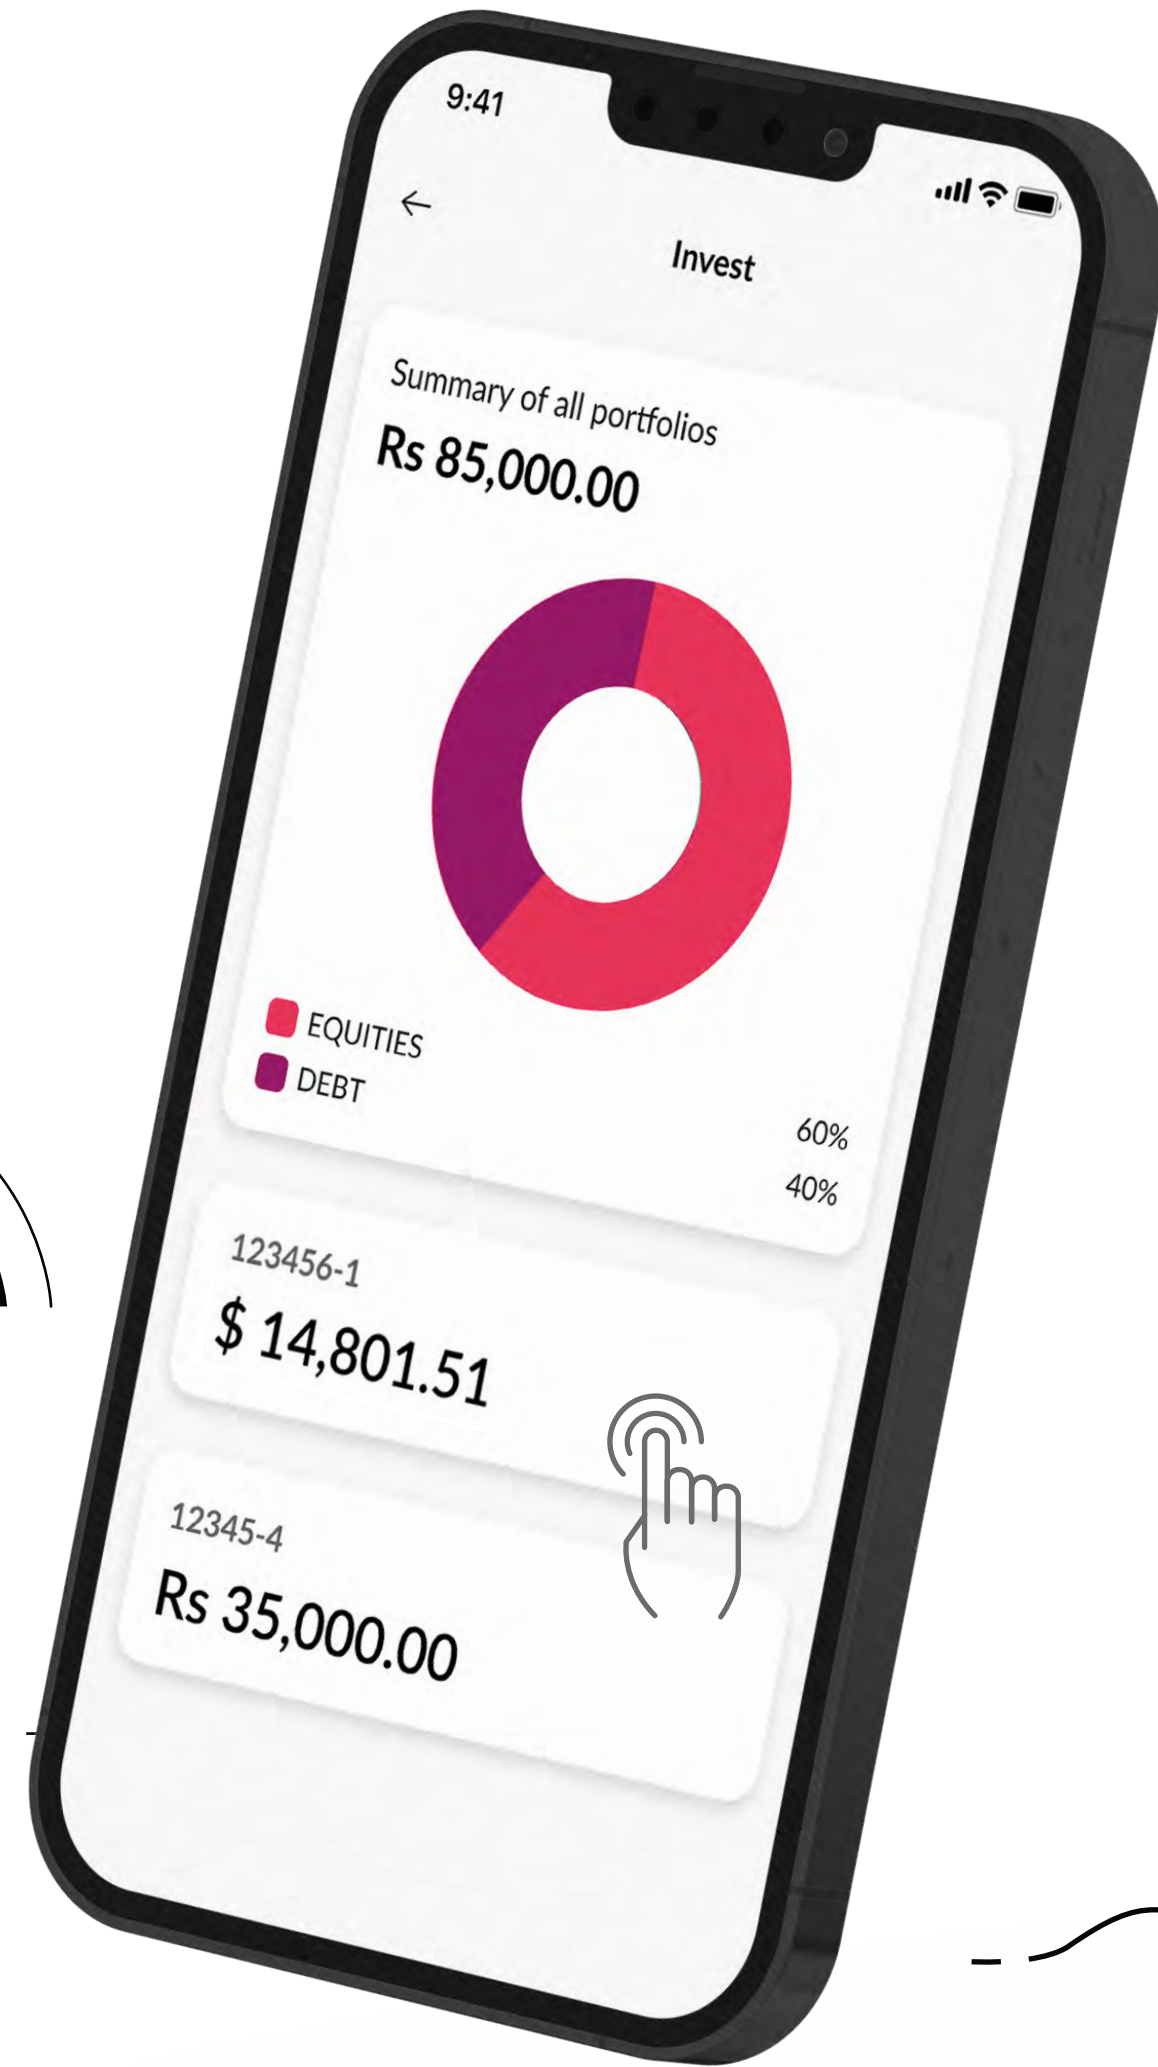 9:41
Invest
Summary of all portfolios
Rs 85,000.00
EQUITIES
60%
DEBT
40%
123456-1
$ 14,801.51
12345-4
Rs 35,000.00